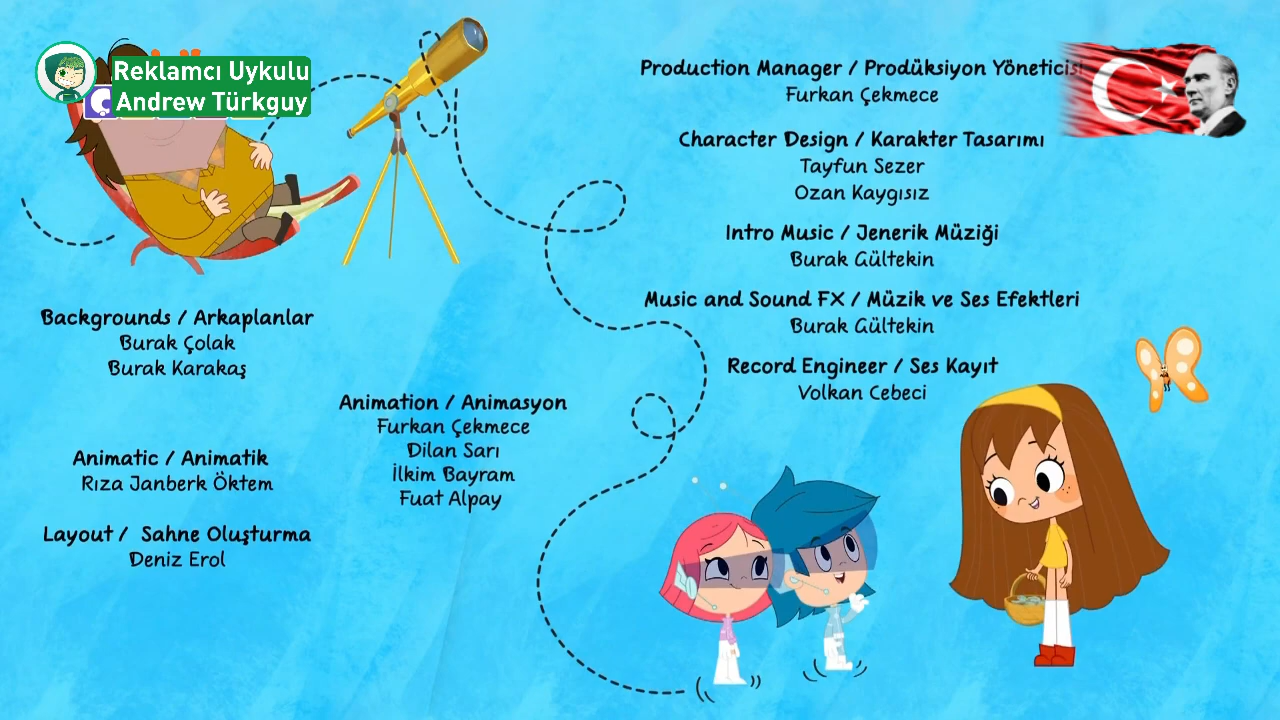 Reklamcı Uykulu
Ç Andrew Türkguy
Production Manager / Prodüksiyon Yöneticisi
Furkan Çekmece
Character Design / Karakter Tasarımı
Tayfun Sezer
Ozan Kaygısız
Intro Music / Jenerik Müziği
Burak Gültekin
Music and Sound FX / Müzik ve Ses Efektleri
Burak Gültekin
Record Engineer / Ses Kayıt
Volkan Cebeci
Backgrounds / Arkaplanlar
Burak Çolak
Burak Karakaş
Animation / Animasyon
Furkan Çekmece
Dilan Sarı
İlkim Bayram
Fuat Alpay
Animatic / Animatik
Rıza Janberk Öktem
Layout / Sahne Oluşturma
Deniz Erol